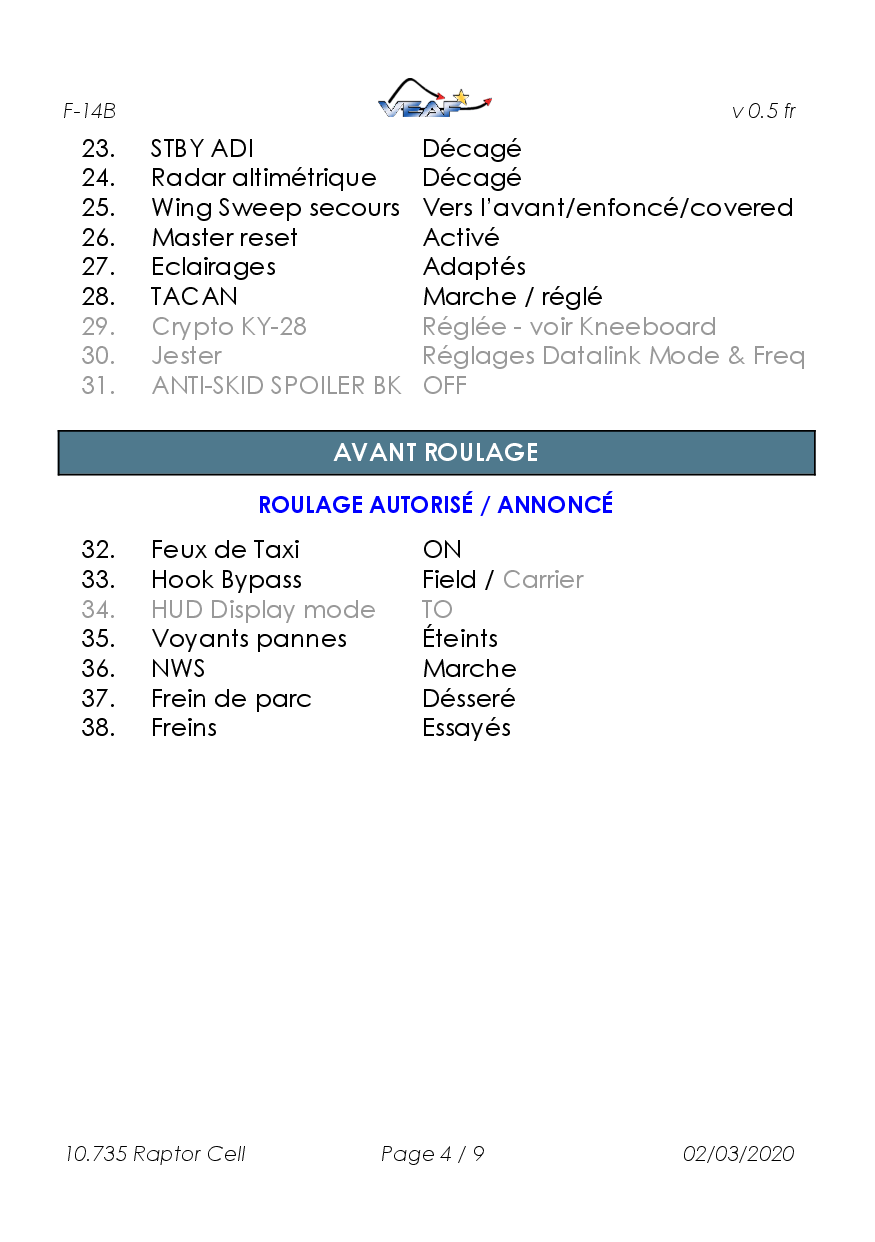 F-14B VEAF v 0.5 fr
23. STBY ADI Décagé
24. Radar altimétrique Décagé
25. Wing Sweep secours Vers l'avant/enfoncé/covered
26. Master reset Activé
27. Eclairages Adaptés
28. TACAN Marche / réglé
29. Crypto KY-28 Réglée - voir Kneeboard
30. Jester Réglages Datalink Mode & Freq
31. ANTI-SKID SPOILER BK OFF
AVANT ROULAGE
ROULAGE AUTORISÉ / ANNONCÉ
32. Feux de Taxi ON
33. Hook Bypass Field / Carrier
34. HUD Display mode TO
35. Voyants pannes Éteints
36. NWS Marche
37. Frein de parc Désseré
38. Freins Essayés
10.735 Raptor Cell Page 4 / 9 02/03/2020